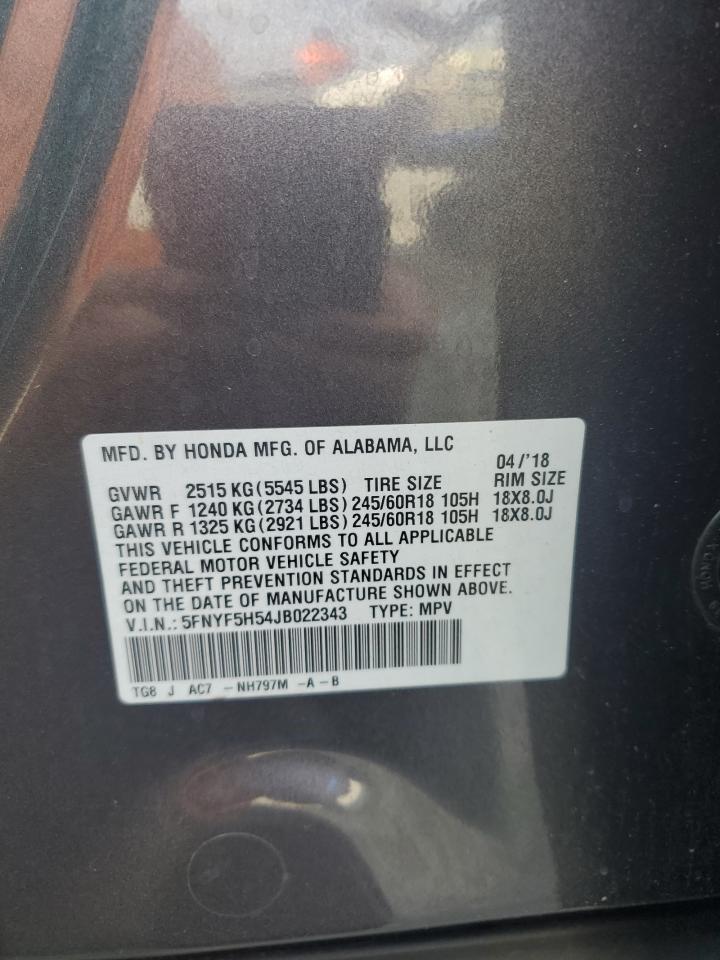 MFD. BY HONDA MFG. OF ALABAMA, LLC
04/'18
GVWR 2515 KG (5545 LBS) TIRE SIZE RIM SIZE
GAWR F 1240 KG (2734 LBS) 245/60R18 105H 18X8.0J
GAWR R 1325 KG (2921 LBS) 245/60R18 105H 18X8.0J
THIS VEHICLE CONFORMS TO ALL APPLICABLE
FEDERAL MOTOR VEHICLE SAFETY
AND THEFT PREVENTION STANDARDS IN EFFECT
ON THE DATE OF MANUFACTURE SHOWN ABOVE.
V.I.N.: 5FNYF5H54JB022343 TYPE: MPV
TG8 J AC7 -NH797M -A -B